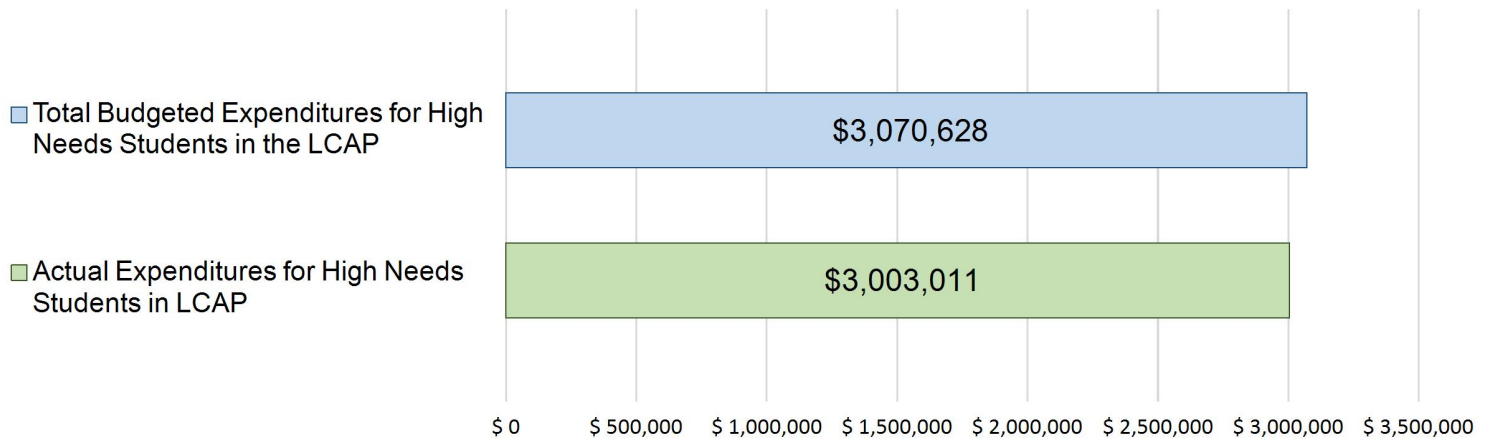 Total Budgeted Expenditures for High
Needs Students in the LCAP
$3,070,628
Actual Expenditures for High Needs
Students in LCAP
$3,003,011
$ 0 $ 500,000 $ 1,000,000 $ 1,500,000 $ 2,000,000 $ 2,500,000 $ 3,000,000 $ 3,500,000